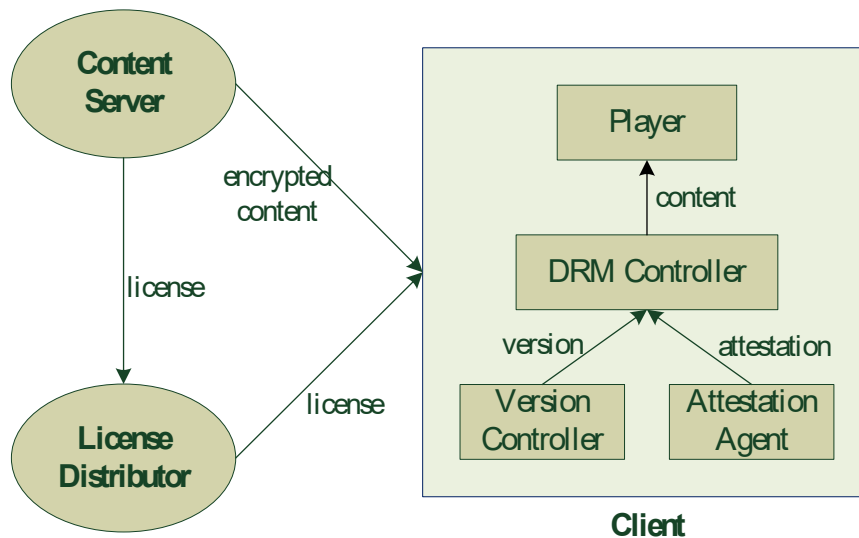 Content
Server
encrypted
content
license
License
Distributor
license
Player
content
DRM Controller
version
attestation
Version
Controller
Attestation
Agent
Client